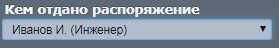 Кем отдано распоряжение
Иванов И. (Инженер)